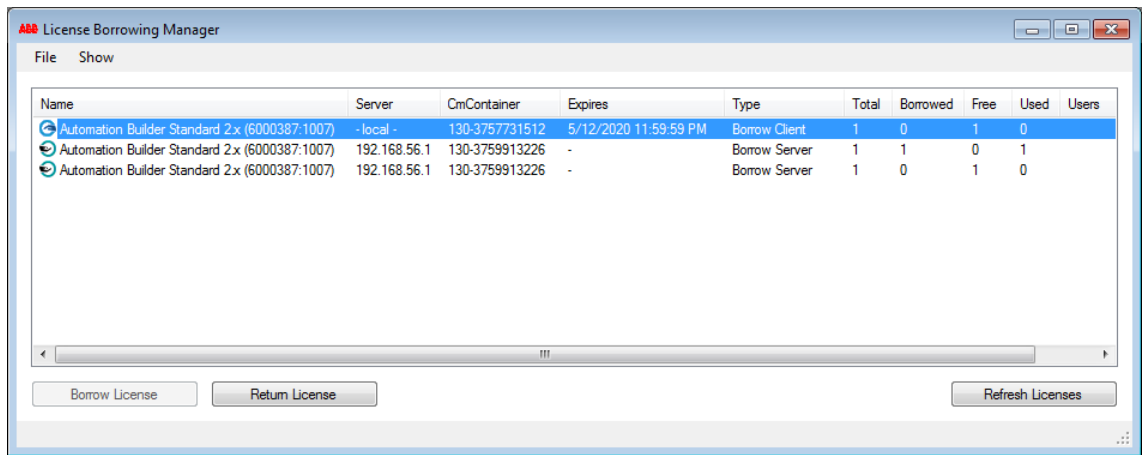 ABB License Borrowing Manager
File Show
Name Server CmContainer Expires Type Total Borrowed Free Used Users
Automation Builder Standard 2.x (6000387:1007) - local - 130-3757731512 5/12/2020 11:59:59 PM Borrow Client 1 0 1 0
Automation Builder Standard 2.x (6000387:1007) 192.168.56.1 130-3759913226 - Borrow Server 1 1 0 1
Automation Builder Standard 2.x (6000387:1007) 192.168.56.1 130-3759913226 - Borrow Server 1 0 1 0
Borrow License Return License Refresh Licenses